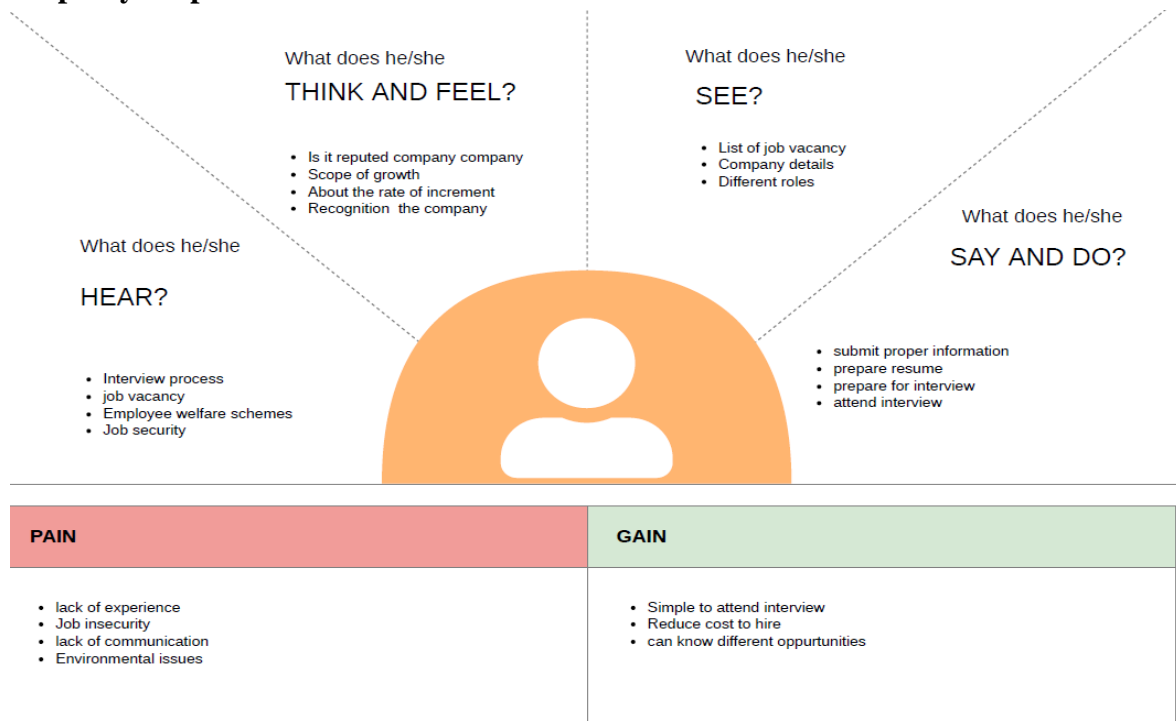 What does he/she
THINK AND FEEL?
• Is it reputed company company
• Scope of growth
• About the rate of increment
• Recognition  the company
What does he/she
SEE?
• List of job vacancy
• Company details
• Different roles
What does he/she
HEAR?
• Interview process
• job vacancy
• Employee welfare schemes
• Job security
What does he/she
SAY AND DO?
• submit proper information
• prepare resume
• prepare for interview
• attend interview
PAIN
• lack of experience
• Job insecurity
• lack of communication
• Environmental issues
GAIN
• Simple to attend interview
• Reduce cost to hire
• can know different oppurtunities